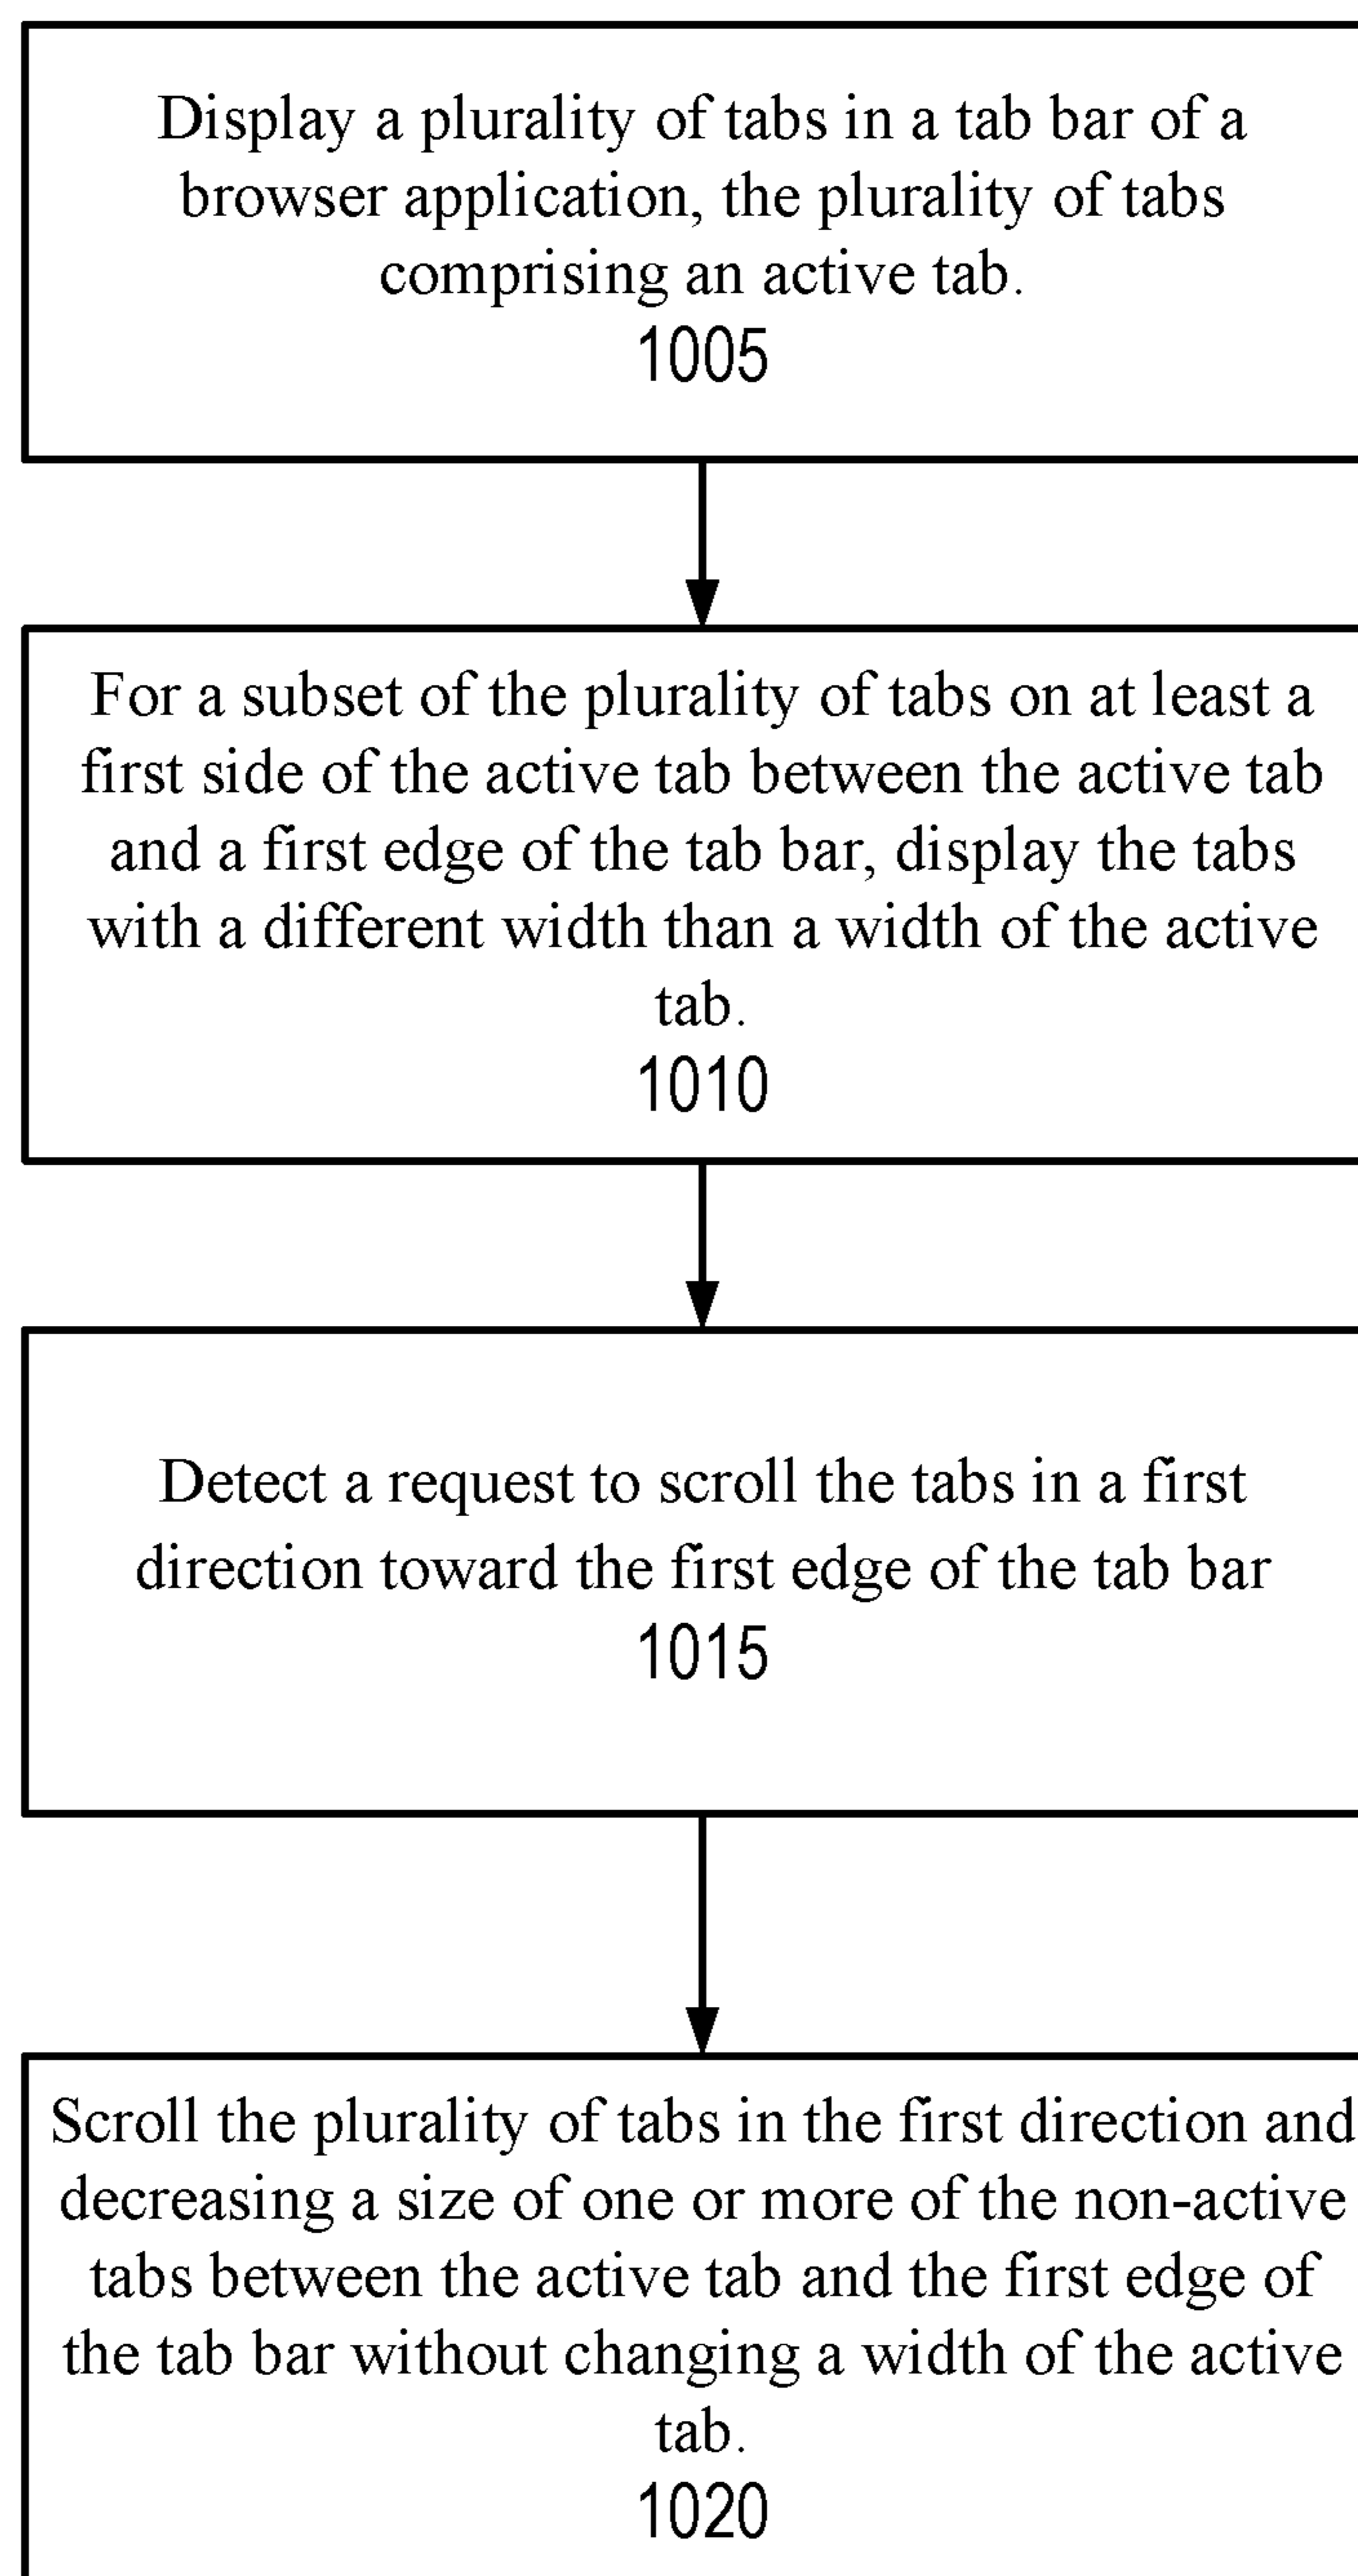 Display a plurality of tabs in a tab bar of a
browser application, the plurality of tabs
comprising an active tab.
1005
For a subset of the plurality of tabs on at least a
first side of the active tab between the active tab
and a first edge of the tab bar, display the tabs
with a different width than a width of the active
tab.
1010
Detect a request to scroll the tabs in a first
direction toward the first edge of the tab bar
1015
Scroll the plurality of tabs in the first direction and
decreasing a size of one or more of the non-active
tabs between the active tab and the first edge of
the tab bar without changing a width of the active
tab.
1020